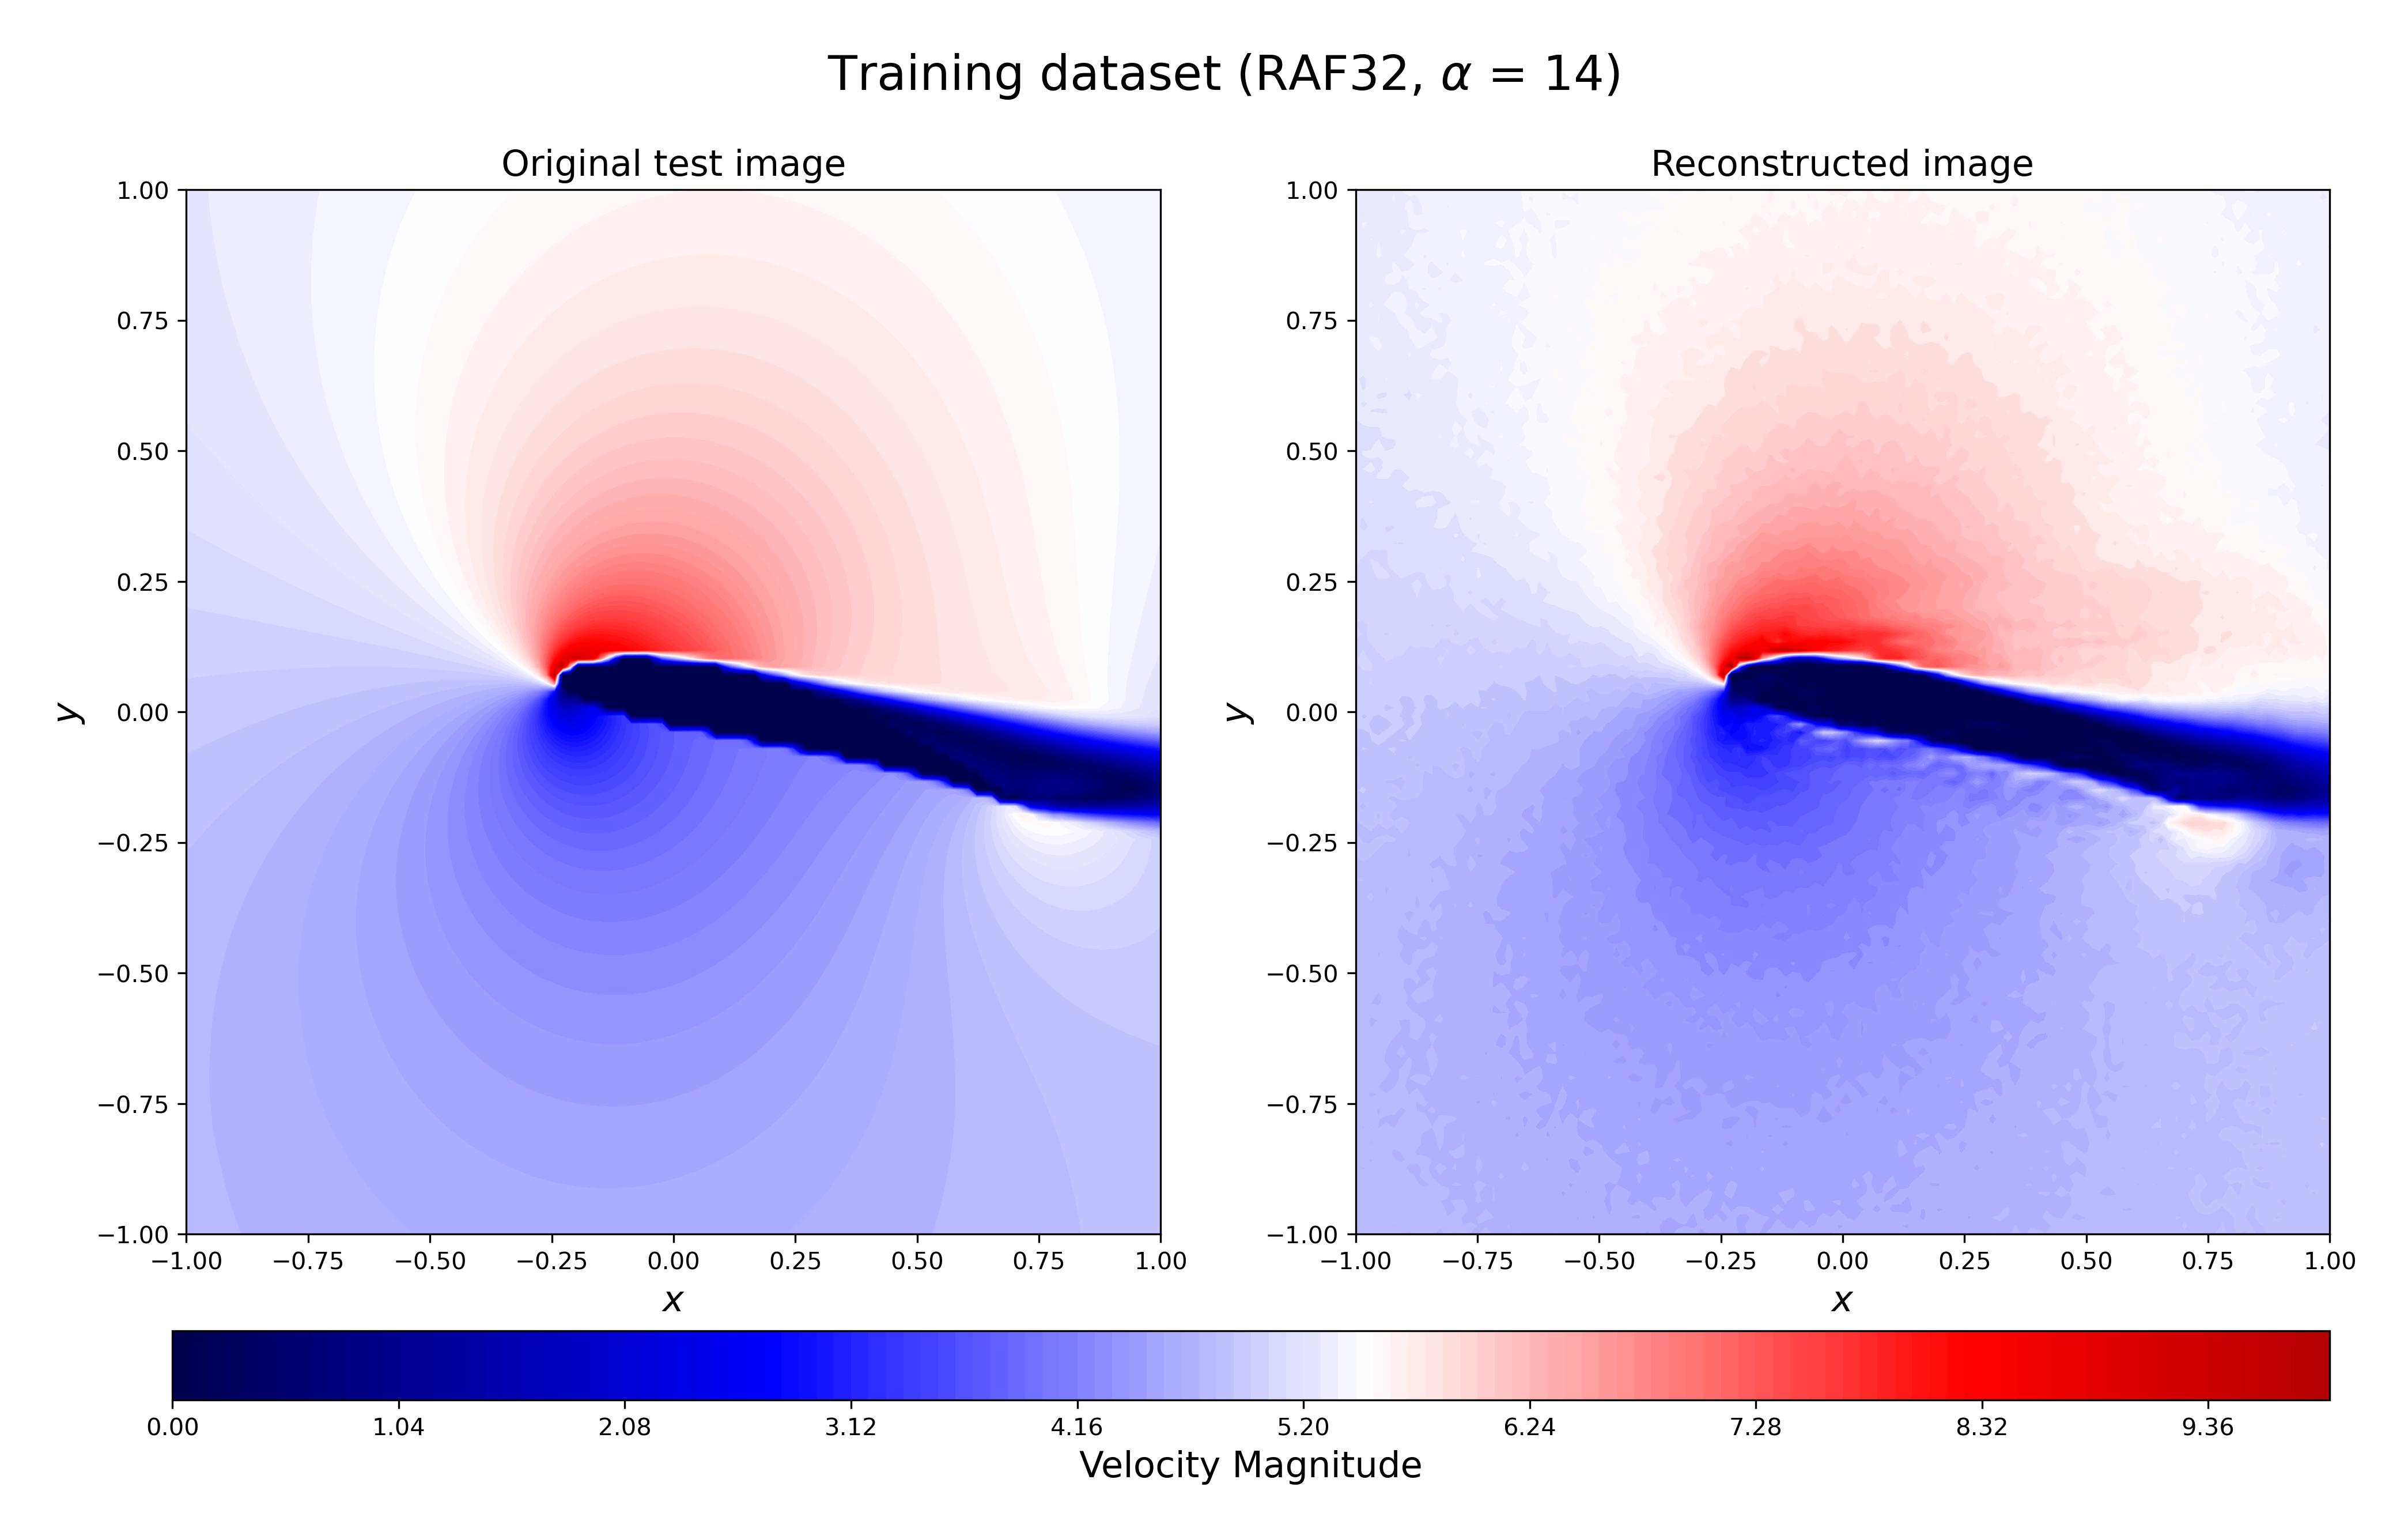 Training dataset (RAF32, α = 14)
Original test image
Reconstructed image
1.00
0.75
0.50
0.25
0.00
−0.25
−0.50
−0.75
−1.00
y
−1.00 −0.75 −0.50 −0.25 0.00 0.25 0.50 0.75 1.00
x
1.00
0.75
0.50
0.25
0.00
−0.25
−0.50
−0.75
−1.00
y
−1.00 −0.75 −0.50 −0.25 0.00 0.25 0.50 0.75 1.00
x
0.00 1.04 2.08 3.12 4.16 5.20 6.24 7.28 8.32 9.36
Velocity Magnitude